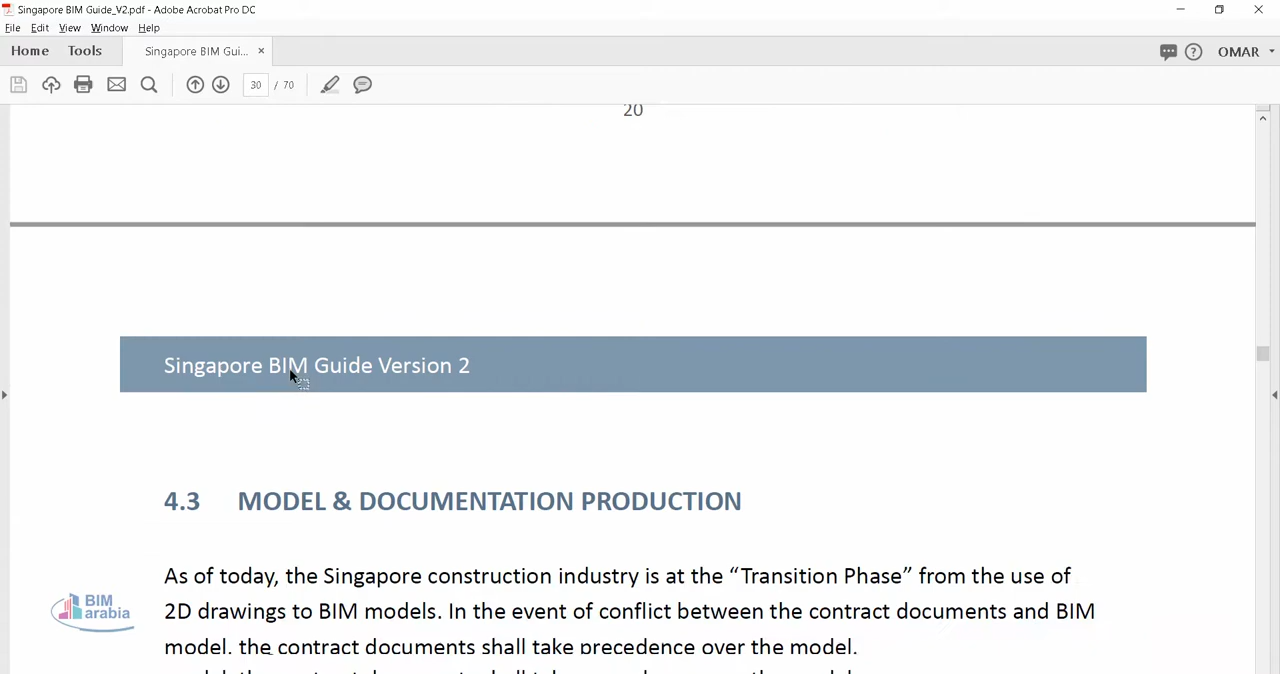 Singapore BIM Guide_V2.pdf - Adobe Acrobat Pro DC
File Edit View Window Help
Home Tools Singapore BIM Gui... × OMAR
30 / 70
20
Singapore BIM Guide Version 2
4.3 MODEL & DOCUMENTATION PRODUCTION
As of today, the Singapore construction industry is at the “Transition Phase” from the use of
2D drawings to BIM models. In the event of conflict between the contract documents and BIM
model, the contract documents shall take precedence over the model.
BIM
arabia